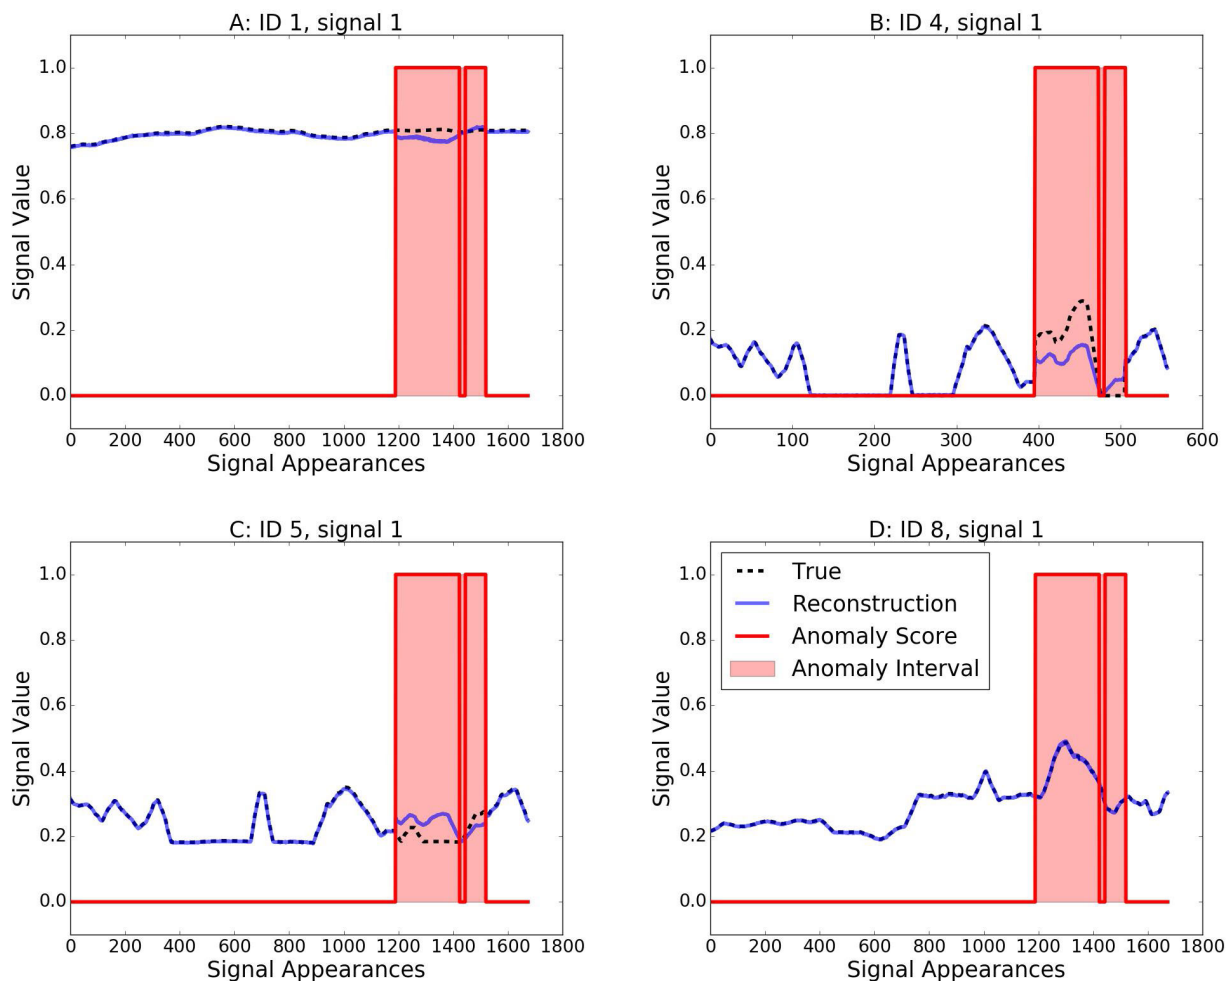 A: ID 1, signal 1
1.0
0.8
0.6
0.4
0.2
0.0
Signal Value
0 200 400 600 800 1000 1200 1400 1600 1800
Signal Appearances
B: ID 4, signal 1
1.0
0.8
0.6
0.4
0.2
0.0
Signal Value
0 100 200 300 400 500 600
Signal Appearances
C: ID 5, signal 1
1.0
0.8
0.6
0.4
0.2
0.0
Signal Value
0 200 400 600 800 1000 1200 1400 1600 1800
Signal Appearances
D: ID 8, signal 1
True
Reconstruction
Anomaly Score
Anomaly Interval
1.0
0.8
0.6
0.4
0.2
0.0
Signal Value
0 200 400 600 800 1000 1200 1400 1600 1800
Signal Appearances